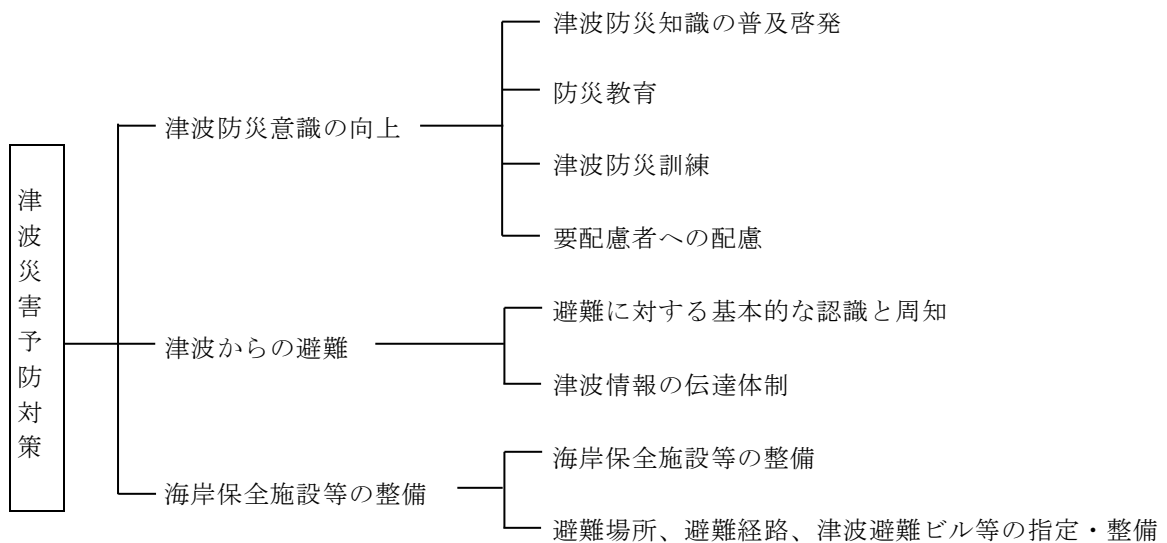 津波災害予防対策
津波防災意識の向上
津波防災知識の普及啓発
防災教育
津波防災訓練
要配慮者への配慮
津波からの避難
避難に対する基本的な認識と周知
津波情報の伝達体制
海岸保全施設等の整備
海岸保全施設等の整備
避難場所、避難経路、津波避難ビル等の指定・整備